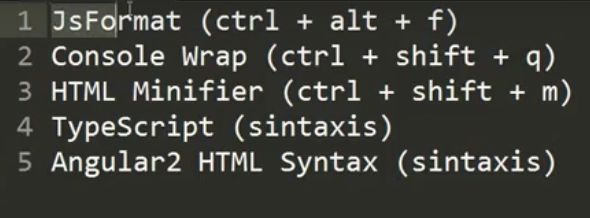 1 JsFormat (ctrl + alt + f)
2 Console Wrap (ctrl + shift + q)
3 HTML Minifier (ctrl + shift + m)
4 TypeScript (sintaxis)
5 Angular2 HTML Syntax (sintaxis)